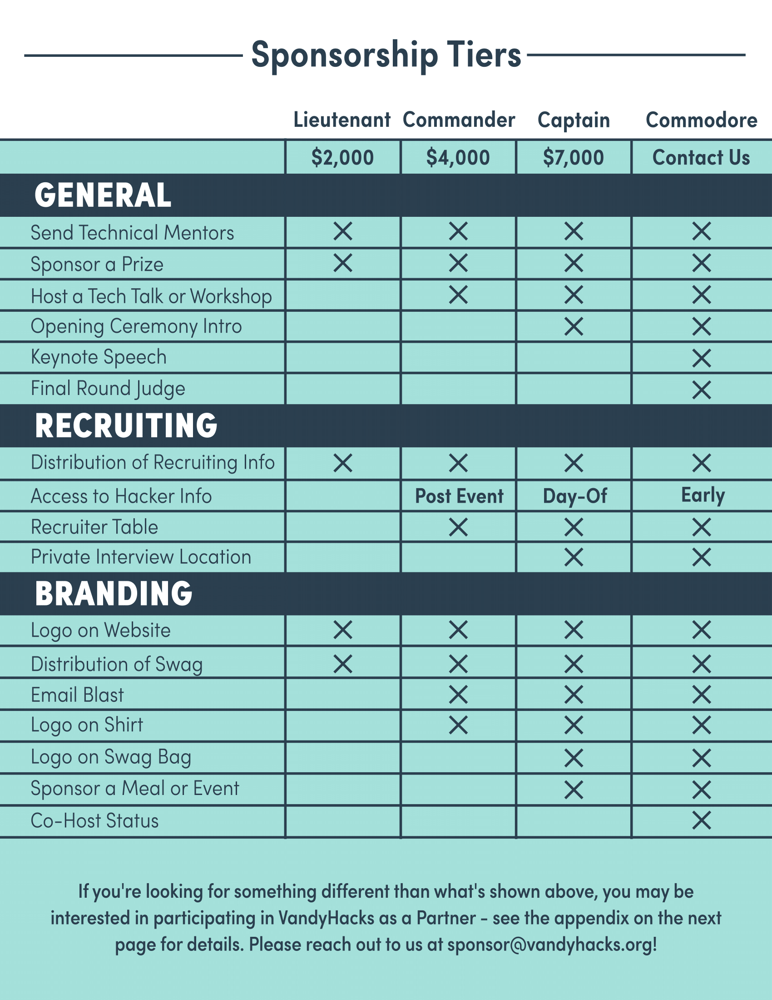 Sponsorship Tiers
Lieutenant Commander Captain Commodore
$2,000 $4,000 $7,000 Contact Us
GENERAL
Send Technical Mentors
Sponsor a Prize
Host a Tech Talk or Workshop
Opening Ceremony Intro
Keynote Speech
Final Round Judge
RECRUITING
Distribution of Recruiting Info
Access to Hacker Info Post Event Day-Of Early
Recruiter Table
Private Interview Location
BRANDING
Logo on Website
Distribution of Swag
Email Blast
Logo on Shirt
Logo on Swag Bag
Sponsor a Meal or Event
Co-Host Status
If you're looking for something different than what's shown above, you may be
interested in participating in VandyHacks as a Partner - see the appendix on the next
page for details. Please reach out to us at sponsor@vandyhacks.org!